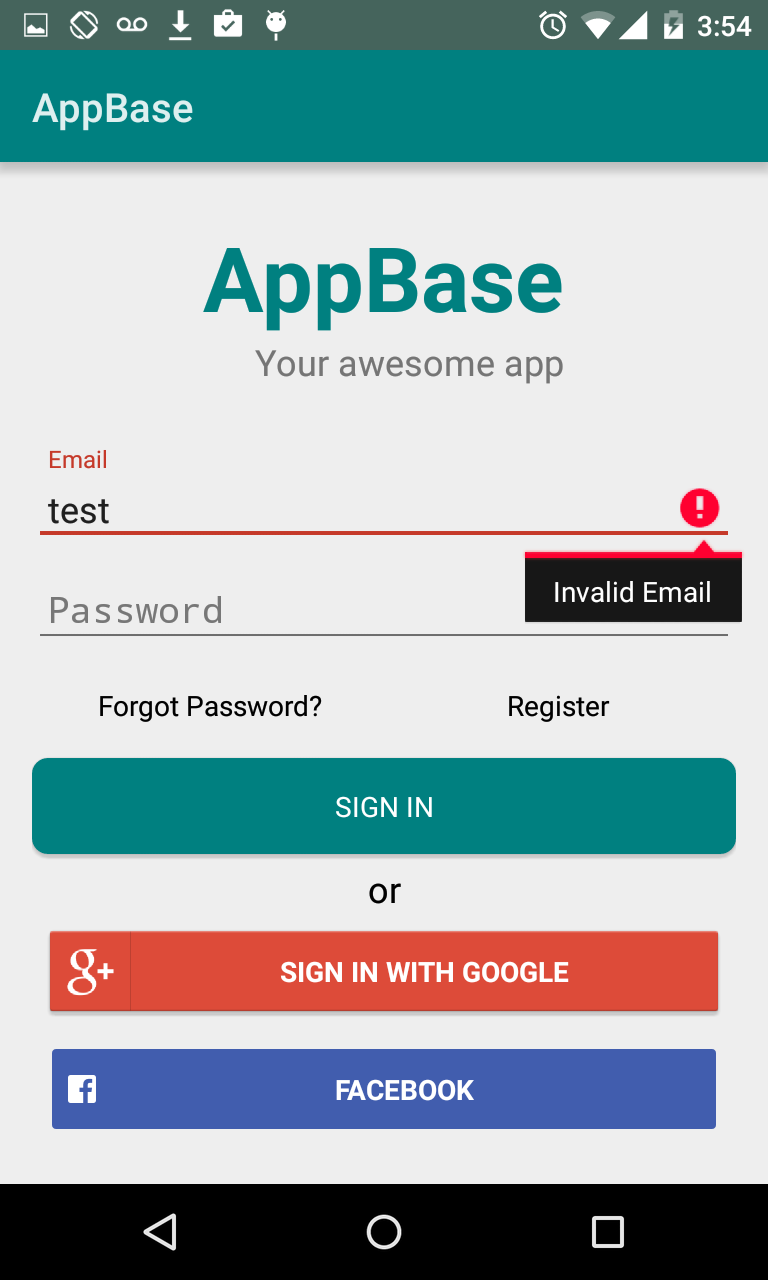 3:54
AppBase
AppBase
Your awesome app
Email
test
Invalid Email
Password
Forgot Password?
Register
SIGN IN
or
g+ SIGN IN WITH GOOGLE
FACEBOOK